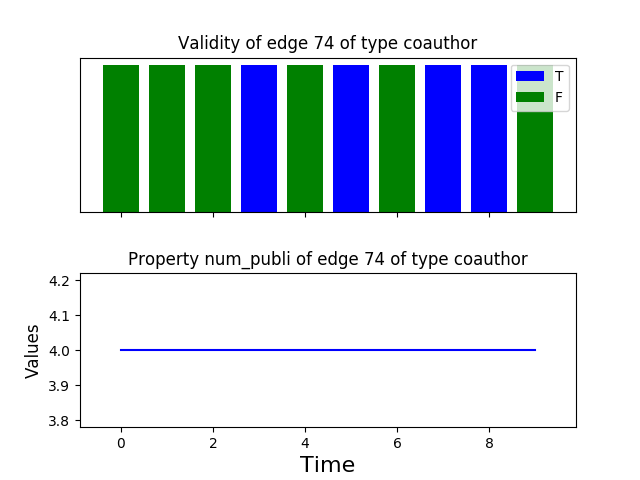 Validity of edge 74 of type coauthor
T
F
Property num_publi of edge 74 of type coauthor
4.2
4.1
4.0
3.9
3.8
Values
0 2 4 6 8
Time